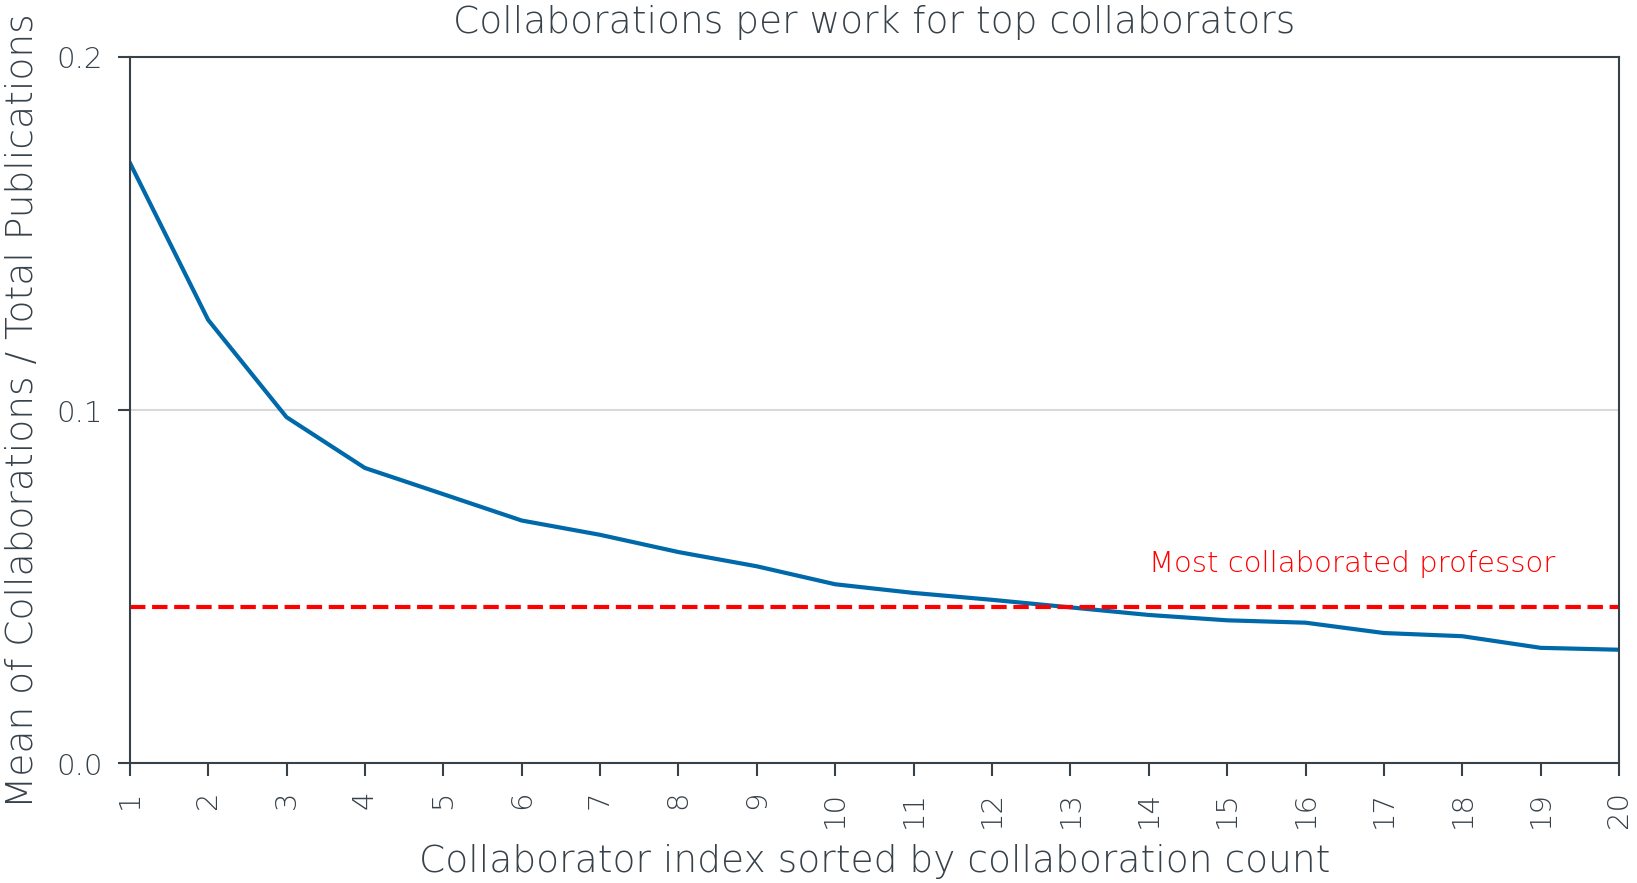 Collaborations per work for top collaborators
Mean of Collaborations / Total Publications
0.2
0.1
0.0
Most collaborated professor
1 2 3 4 5 6 7 8 9 10 11 12 13 14 15 16 17 18 19 20
Collaborator index sorted by collaboration count